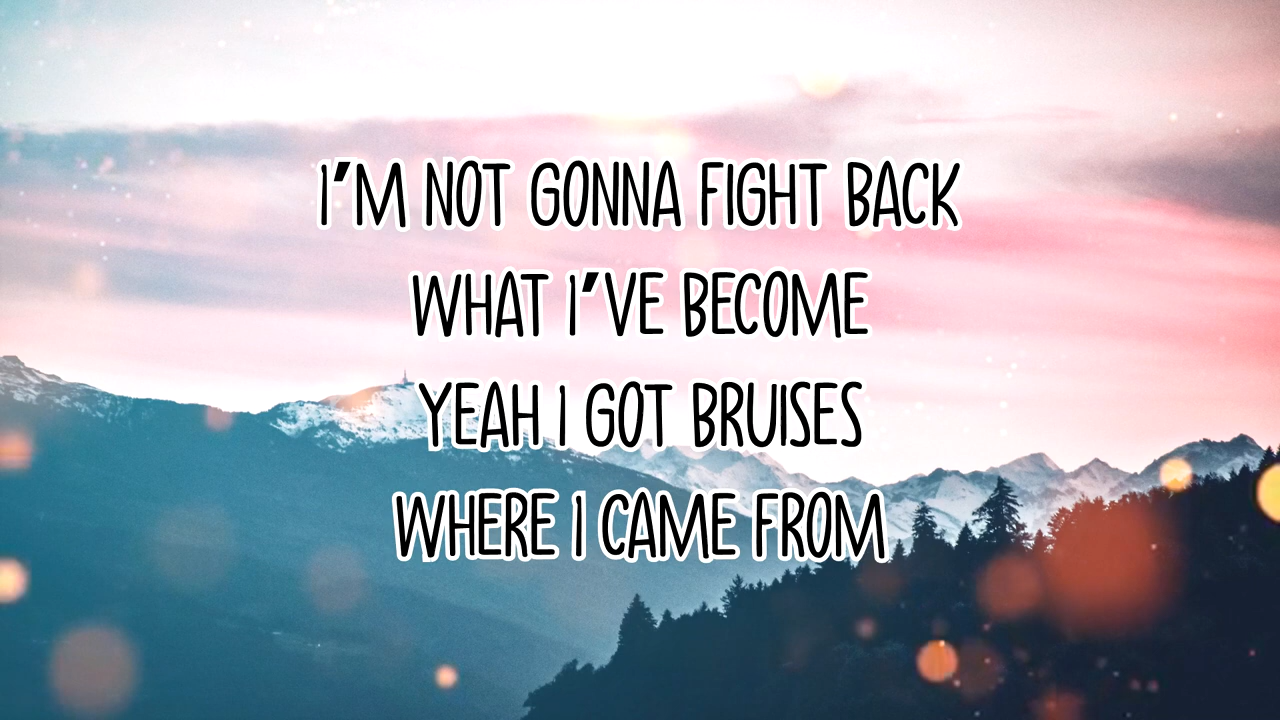 I'M NOT GONNA FIGHT BACK
WHAT I'VE BECOME
YEAH I GOT BRUISES
WHERE I CAME FROM